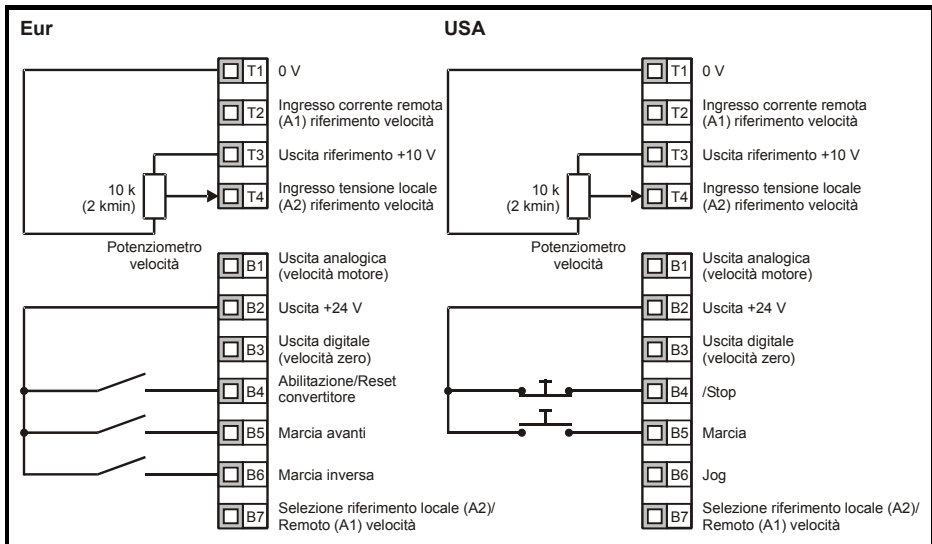 Eur
T1 0 V
T2 Ingresso corrente remota
(A1) riferimento velocità
T3 Uscita riferimento +10 V
10 k
(2 kmin)
T4 Ingresso tensione locale
(A2) riferimento velocità
Potenziometro
velocità
B1 Uscita analogica
(velocità motore)
B2 Uscita +24 V
B3 Uscita digitale
(velocità zero)
B4 Abilitazione/Reset
convertitore
B5 Marcia avanti
B6 Marcia inversa
B7 Selezione riferimento locale (A2)/
Remoto (A1) velocità
USA
T1 0 V
T2 Ingresso corrente remota
(A1) riferimento velocità
T3 Uscita riferimento +10 V
10 k
(2 kmin)
T4 Ingresso tensione locale
(A2) riferimento velocità
Potenziometro
velocità
B1 Uscita analogica
(velocità motore)
B2 Uscita +24 V
B3 Uscita digitale
(velocità zero)
B4 /Stop
B5 Marcia
B6 Jog
B7 Selezione riferimento locale (A2)/
Remoto (A1) velocità